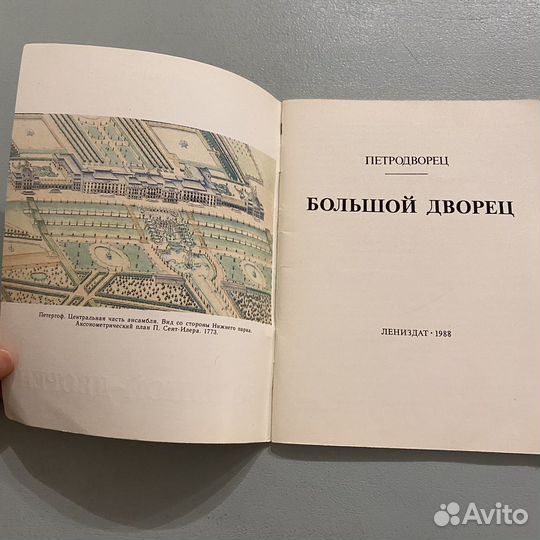 Петергоф. Центральная часть ансамбля. Вид со стороны Нижнего парка.
Аксонометрический план П. Сент-Илера. 1773.
ПЕТРОДВОРЕЦ
БОЛЬШОЙ ДВОРЕЦ
ЛЕНИЗДАТ · 1988
Avito